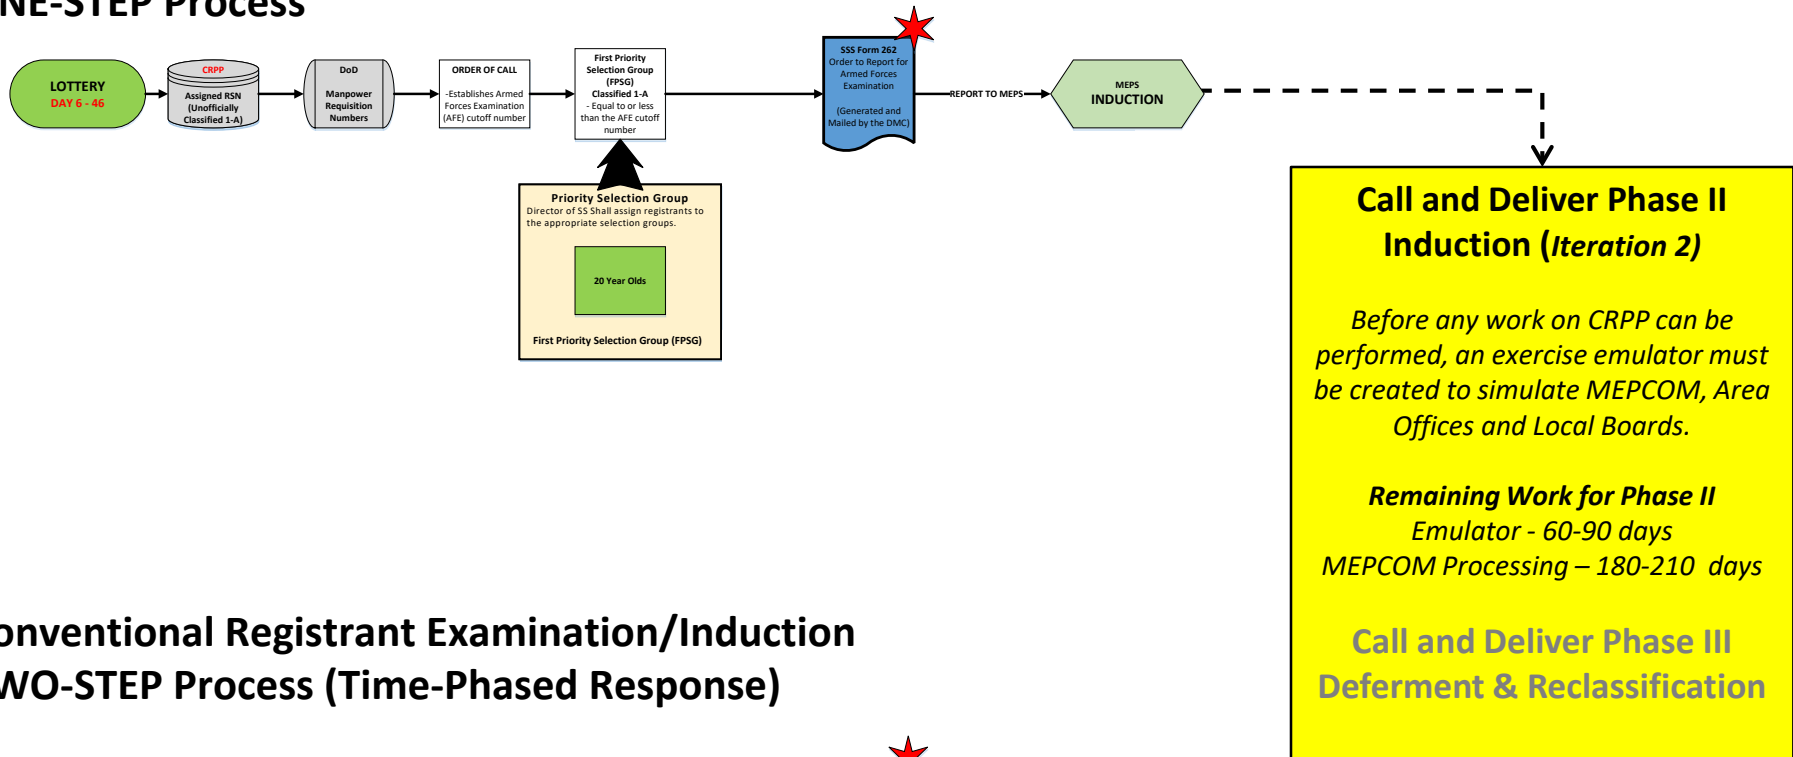 NE-STEP Process
LOTTERY
DAY 6 - 46
CRPP
Assigned RSN
(Unofficially
Classified 1-A)
DoD
Manpower
Requisition
Numbers
ORDER OF CALL
-Establishes Armed
Forces Examination
(AFE) cutoff number
First Priority
Selection Group
(FPSG)
Classified 1-A
- Equal to or less
than the AFE cutoff
number
SSS Form 262
Order to Report for
Armed Forces
Examination
(Generated and
Mailed by the DMC)
REPORT TO MEPS
MEPS
INDUCTION
Priority Selection Group
Director of SS Shall assign registrants to
the appropriate selection groups.
20 Year Olds
First Priority Selection Group (FPSG)
Call and Deliver Phase II
Induction (Iteration 2)
Before any work on CRPP can be
performed, an exercise emulator must
be created to simulate MEPCOM, Area
Offices and Local Boards.
Remaining Work for Phase II
Emulator - 60-90 days
MEPCOM Processing – 180-210 days
Call and Deliver Phase III
Deferment & Reclassification
onventional Registrant Examination/Induction
WO-STEP Process (Time-Phased Response)